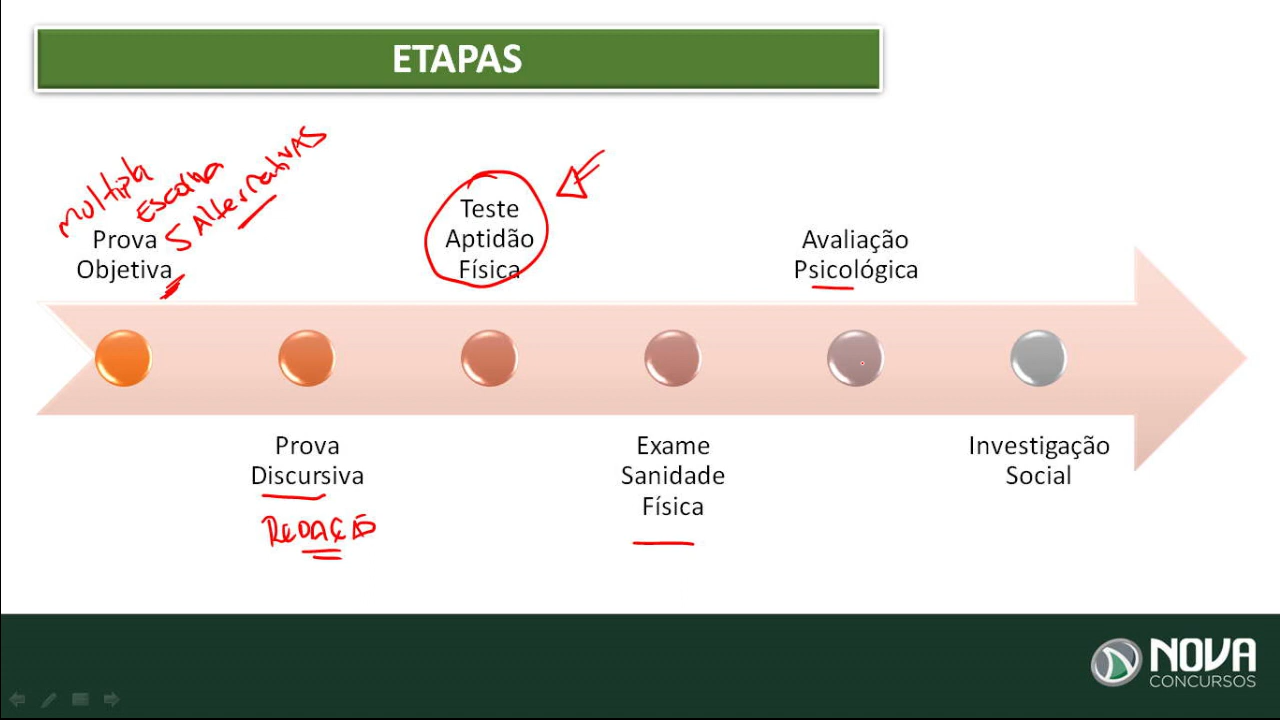 ETAPAS
Multipla
Escolha
5 AlternativAS
Prova
Objetiva
Prova
Discursiva
REDAÇÃO
Teste
Aptidão
Física
Exame
Sanidade
Física
Avaliação
Psicológica
Investigação
Social
NOVA
CONCURSOS